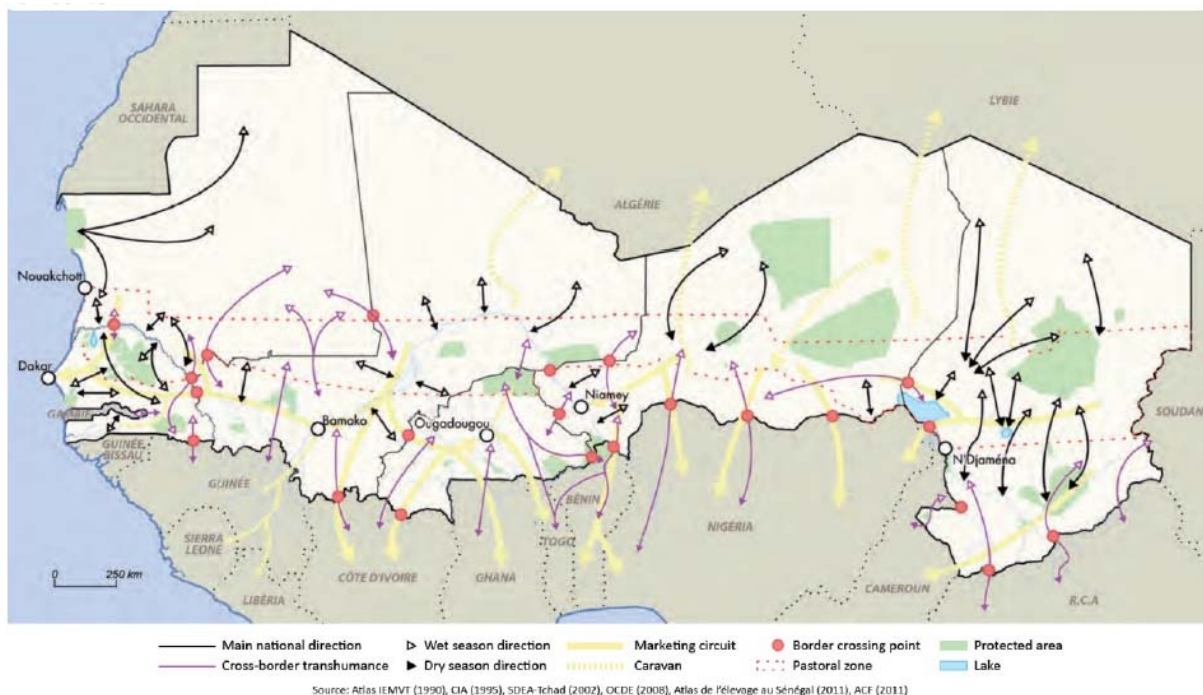 SAHARA
OCCIDENTAL
LYBIE
ALGÉRIE
Nouakchott
Dakar
GAMBIE
GUINÉE
BISSAU
Bamako
Ougadougou
Niamey
N'Djaména
SOUDAN
GUINÉE
SIERRA
LEONE
LIBÉRIA
CÔTE D'IVOIRE
GHANA
TOGO
BÉNIN
NIGÉRIA
CAMEROUN
R.C.A
0 250 km
Main national direction
Wet season direction
Marketing circuit
Border crossing point
Protected area
Cross-border transhumance
Dry season direction
Caravan
Pastoral zone
Lake
Source: Atlas IEMVT (1990), CIA (1995), SDEA-Tchad (2002), OCDE (2008), Atlas de l'élevage au Sénégal (2011), ACF (2011)